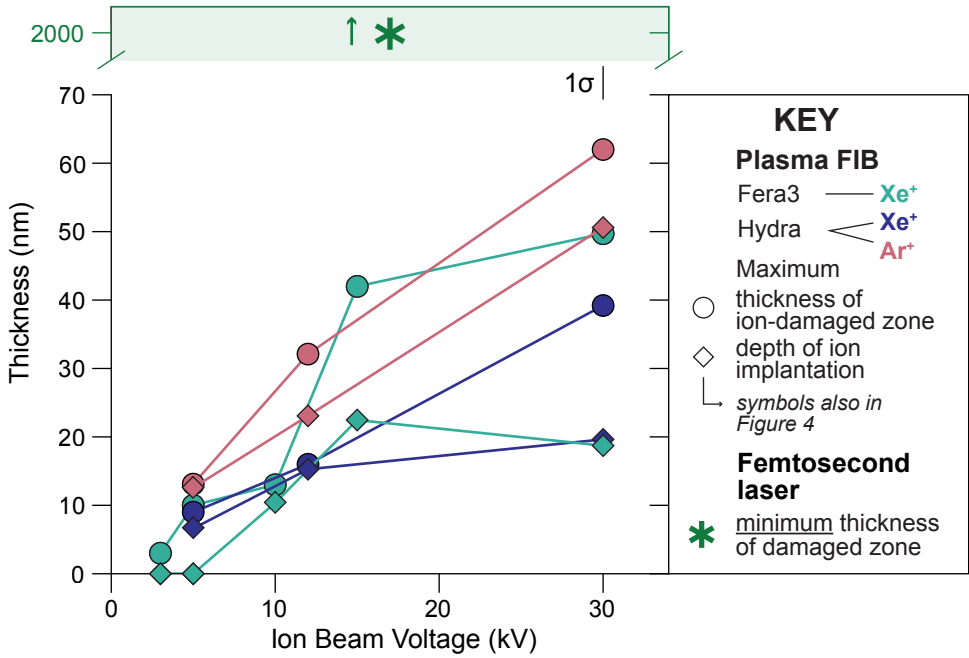 2000
1σ
70
60
50
40
30
20
10
0
Thickness (nm)
0 10 20 30
Ion Beam Voltage (kV)
KEY
Plasma FIB
Fera3 Xe⁺
Hydra Xe⁺
Ar⁺
Maximum
thickness of
ion-damaged zone
depth of ion
implantation
symbols also in
Figure 4
Femtosecond
laser
minimum thickness
of damaged zone